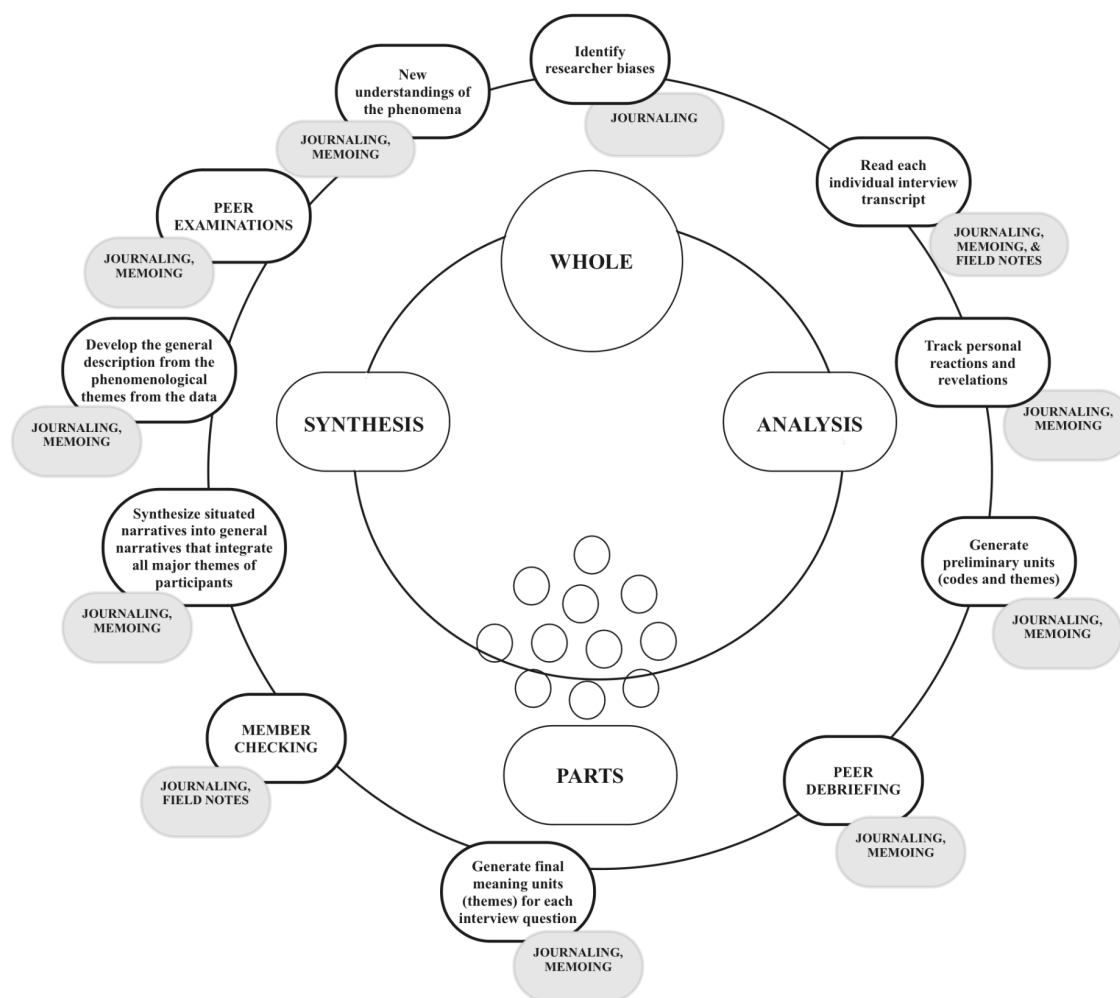 Identify
researcher biases
JOURNALING
Read each
individual interview
transcript
JOURNALING,
MEMOING, &
FIELD NOTES
Track personal
reactions and
revelations
JOURNALING,
MEMOING
Generate
preliminary units
(codes and themes)
JOURNALING,
MEMOING
PEER
DEBRIEFING
JOURNALING,
MEMOING
Generate final
meaning units
(themes) for each
interview question
JOURNALING,
MEMOING
MEMBER
CHECKING
JOURNALING,
FIELD NOTES
Synthesize situated
narratives into general
narratives that integrate
all major themes of
participants
JOURNALING,
MEMOING
Develop the general
description from the
phenomenological
themes from the data
JOURNALING,
MEMOING
PEER
EXAMINATIONS
JOURNALING,
MEMOING
New
understandings of
the phenomena
JOURNALING,
MEMOING
WHOLE
ANALYSIS
PARTS
SYNTHESIS